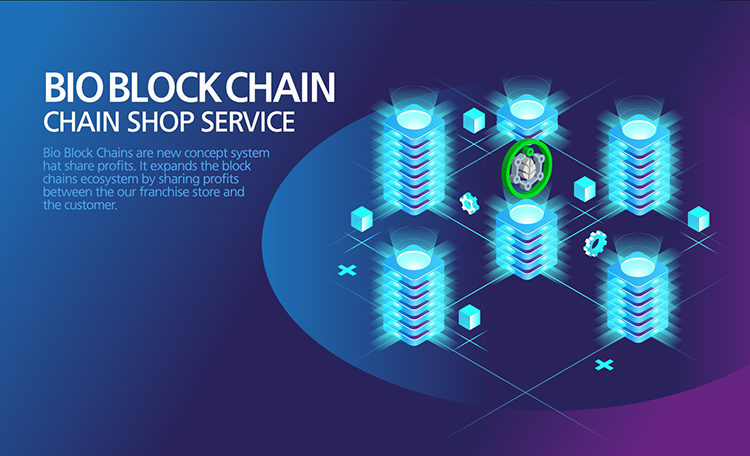 BIO BLOCK CHAIN
CHAIN SHOP SERVICE
Bio Block Chains are new concept system
hat share profits. It expands the block
chains ecosystem by sharing profits
between the our franchise store and
the customer.